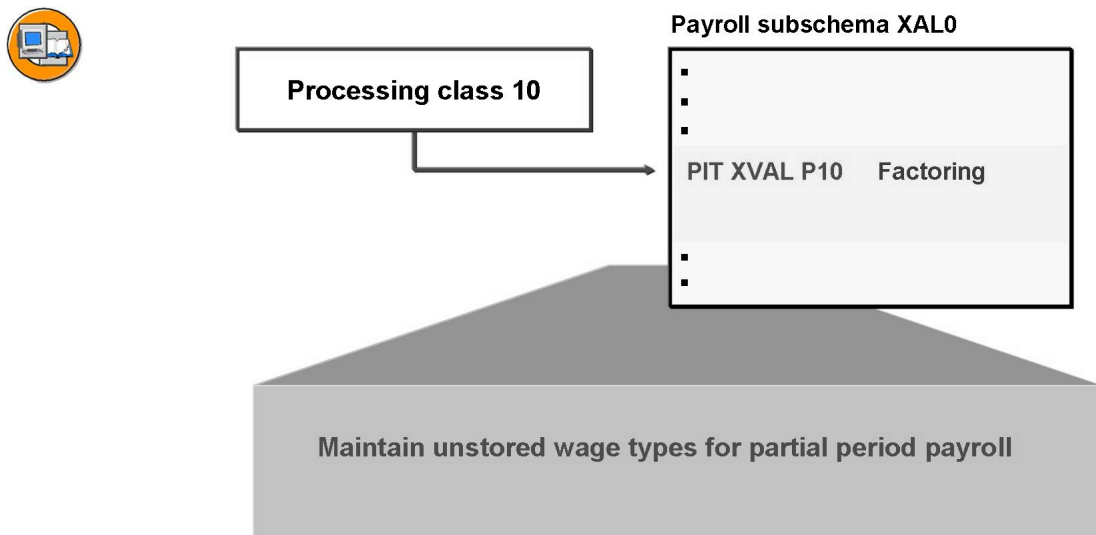 Payroll subschema XAL0
Processing class 10
PIT XVAL P10 Factoring
Maintain unstored wage types for partial period payroll